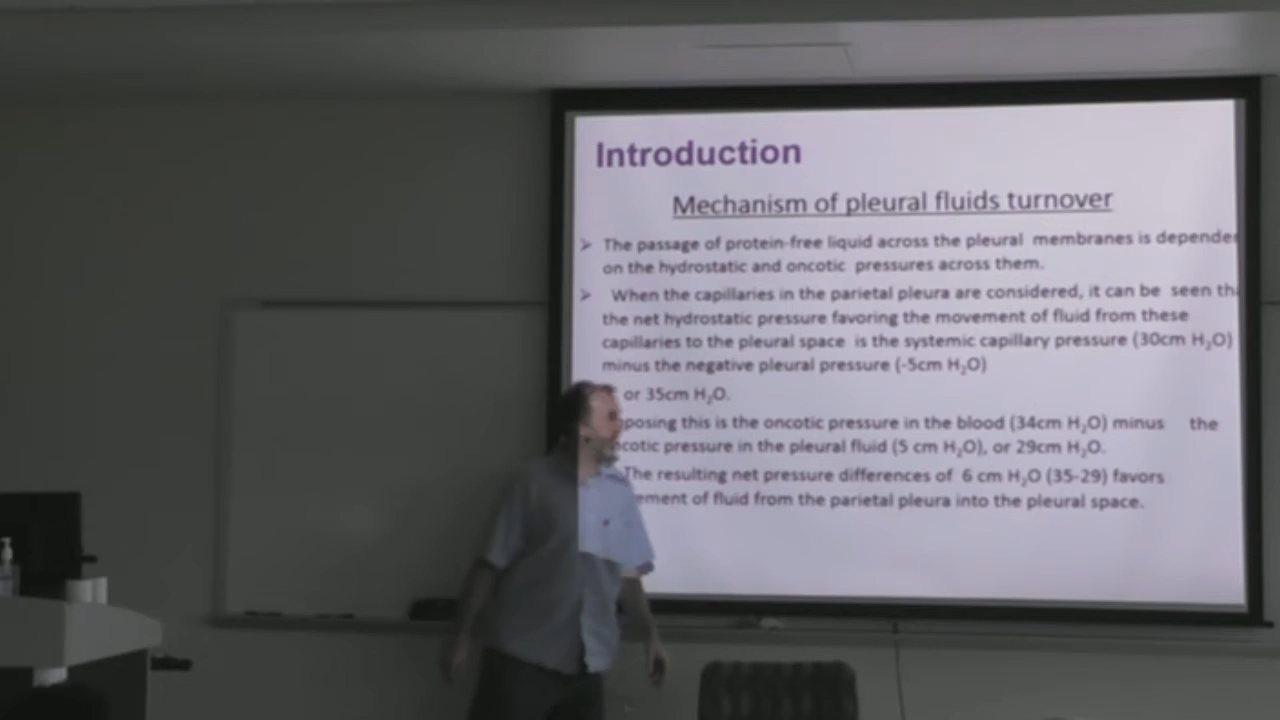 Introduction
Mechanism of pleural fluids turnover
➢ The passage of protein-free liquid across the pleural membranes is depende
on the hydrostatic and oncotic pressures across them.
➢ When the capillaries in the parietal pleura are considered, it can be seen th
the net hydrostatic pressure favoring the movement of fluid from these
capillaries to the pleural space is the systemic capillary pressure (30cm H₂O)
minus the negative pleural pressure (-5cm H₂O)
or 35cm H₂O.
posing this is the oncotic pressure in the blood (34cm H₂O) minus the
cotic pressure in the pleural fluid (5 cm H₂O), or 29cm H₂O.
The resulting net pressure differences of 6 cm H₂O (35-29) favors
ement of fluid from the parietal pleura into the pleural space.